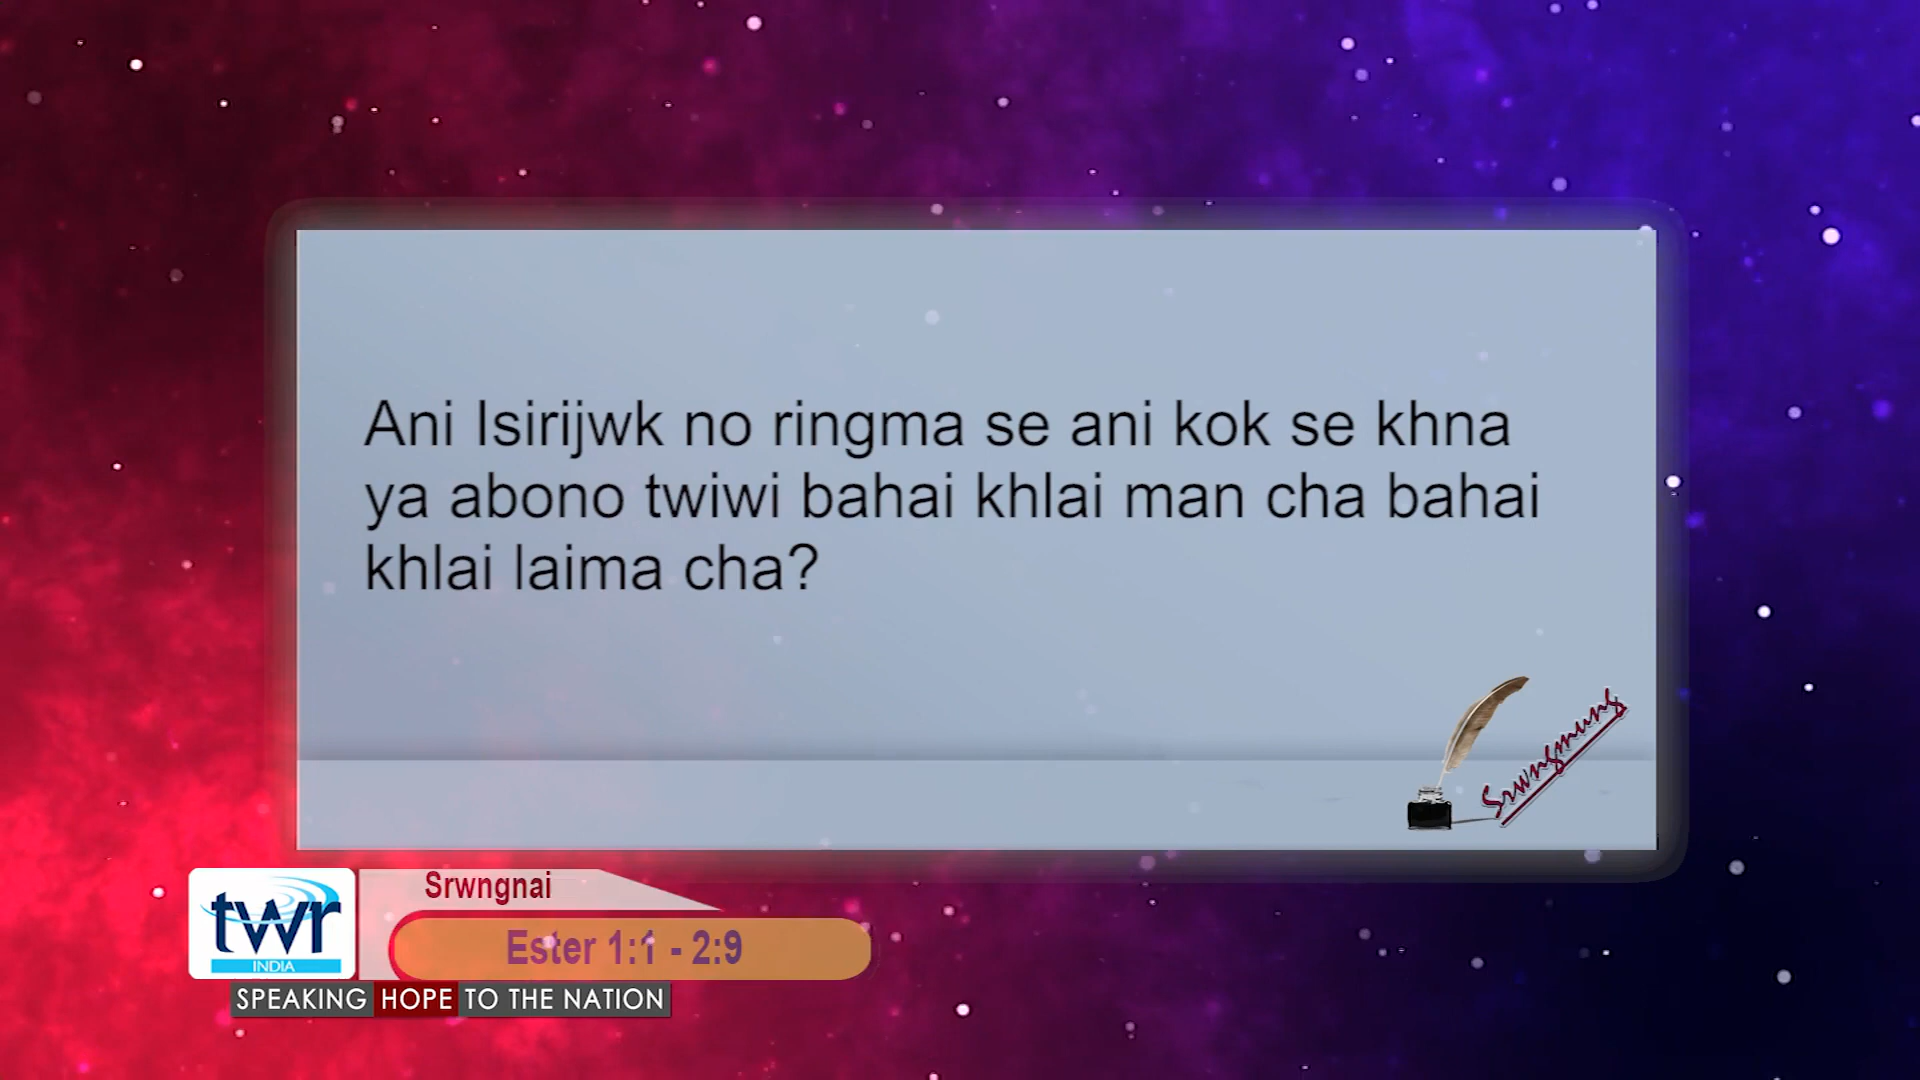 Ani Isirijwk no ringma se ani kok se khna
ya abono twiwi bahai khlai man cha bahai
khlai laima cha?
Srwngmung
Srwngnai
twr
INDIA
Ester 1:1 - 2:9
SPEAKING HOPE TO THE NATION